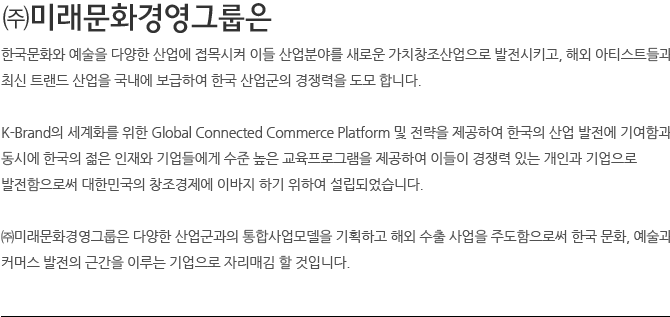 ㈜미래문화경영그룹은
한국문화와 예술을 다양한 산업에 접목시켜 이들 산업분야를 새로운 가치창조산업으로 발전시키고, 해외 아티스트들과
최신 트랜드 산업을 국내에 보급하여 한국 산업군의 경쟁력을 도모 합니다.
K-Brand의 세계화를 위한 Global Connected Commerce Platform 및 전략을 제공하여 한국의 산업 발전에 기여함과
동시에 한국의 젊은 인재와 기업들에게 수준 높은 교육프로그램을 제공하여 이들이 경쟁력 있는 개인과 기업으로
발전함으로써 대한민국의 창조경제에 이바지 하기 위하여 설립되었습니다.
㈜미래문화경영그룹은 다양한 산업군과의 통합사업모델을 기획하고 해외 수출 사업을 주도함으로써 한국 문화, 예술과
커머스 발전의 근간을 이루는 기업으로 자리매김 할 것입니다.